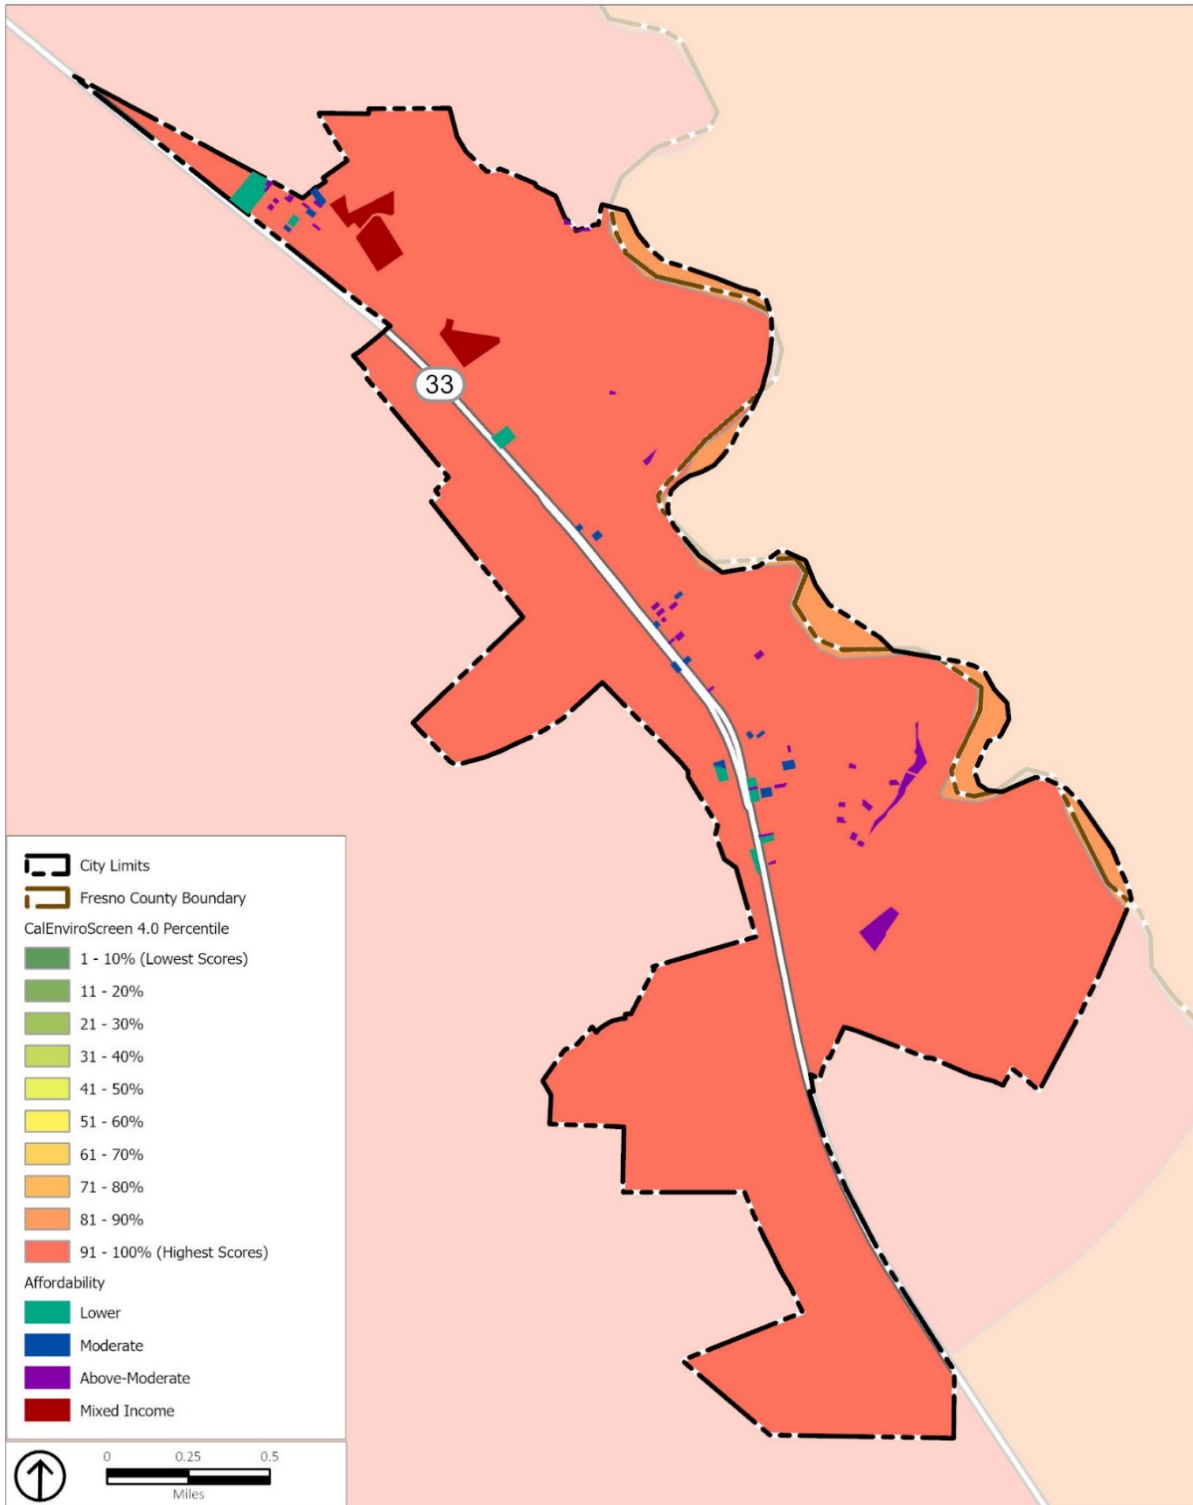 33
City Limits
Fresno County Boundary
CalEnviroScreen 4.0 Percentile
1 - 10% (Lowest Scores)
11 - 20%
21 - 30%
31 - 40%
41 - 50%
51 - 60%
61 - 70%
71 - 80%
81 - 90%
91 - 100% (Highest Scores)
Affordability
Lower
Moderate
Above-Moderate
Mixed Income
0 0.25 0.5
Miles